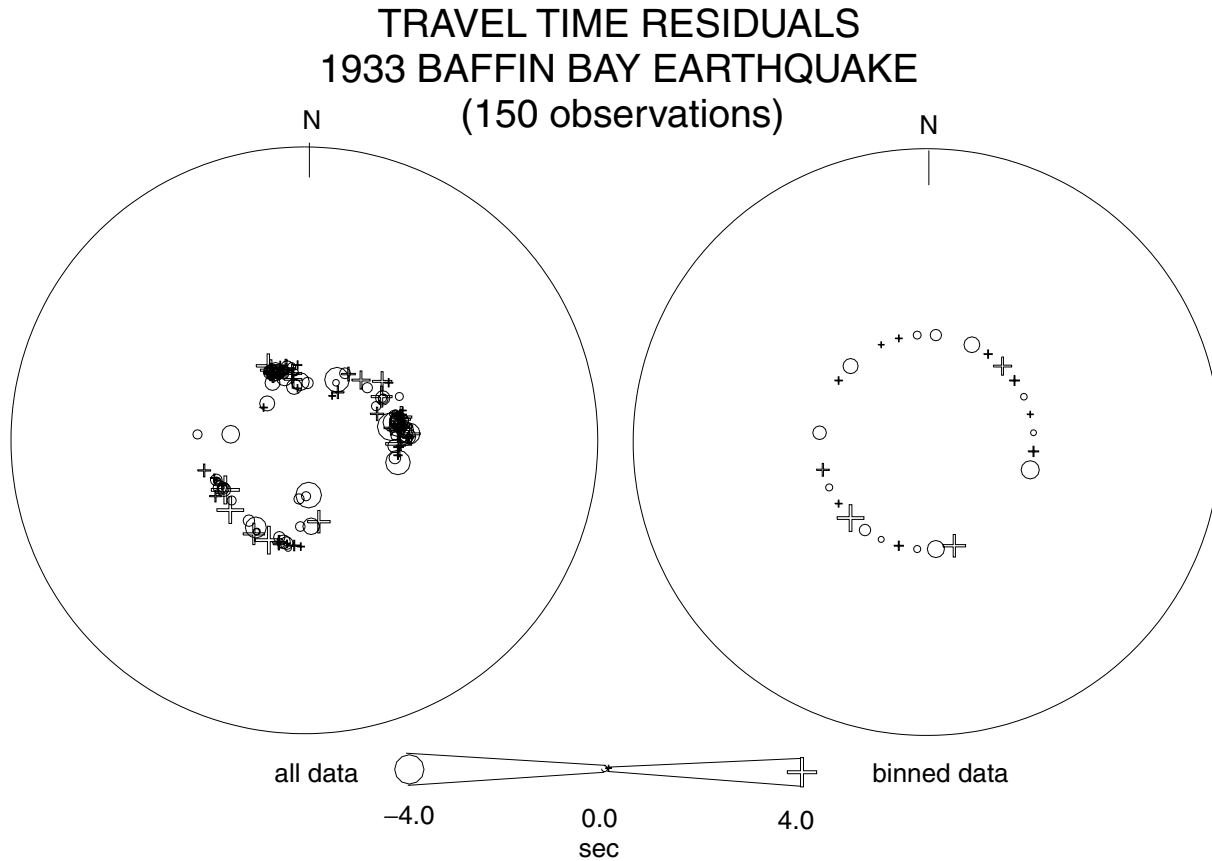 TRAVEL TIME RESIDUALS
1933 BAFFIN BAY EARTHQUAKE
(150 observations)
N
N
all data
binned data
−4.0
0.0
4.0
sec